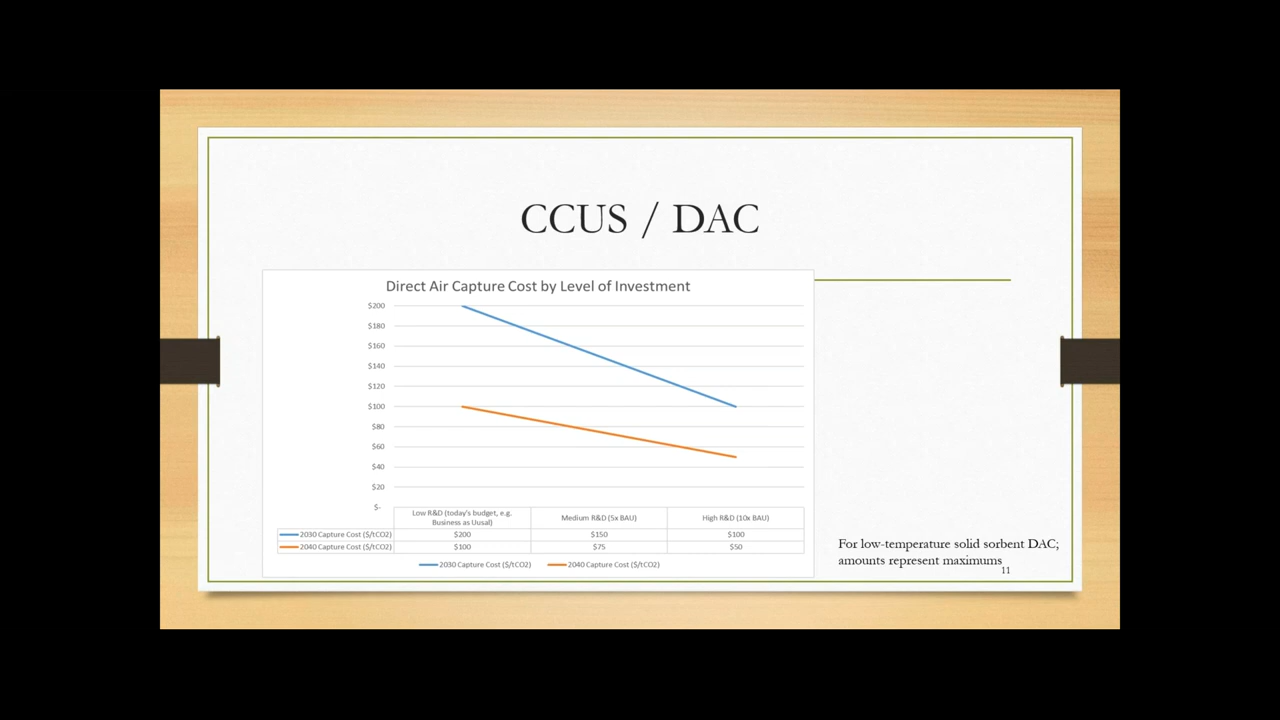 CCUS / DAC
Direct Air Capture Cost by Level of Investment
$200
$180
$160
$140
$120
$100
$80
$60
$40
$20
$-
Low R&D (today's budget, e.g.
Business as Uusal)
Medium R&D (5x BAU)
High R&D (10x BAU)
2030 Capture Cost ($/tCO2) $200 $150 $100
2040 Capture Cost ($/tCO2) $100 $75 $50
2030 Capture Cost ($/tCO2) 2040 Capture Cost ($/tCO2)
For low-temperature solid sorbent DAC;
amounts represent maximums
11